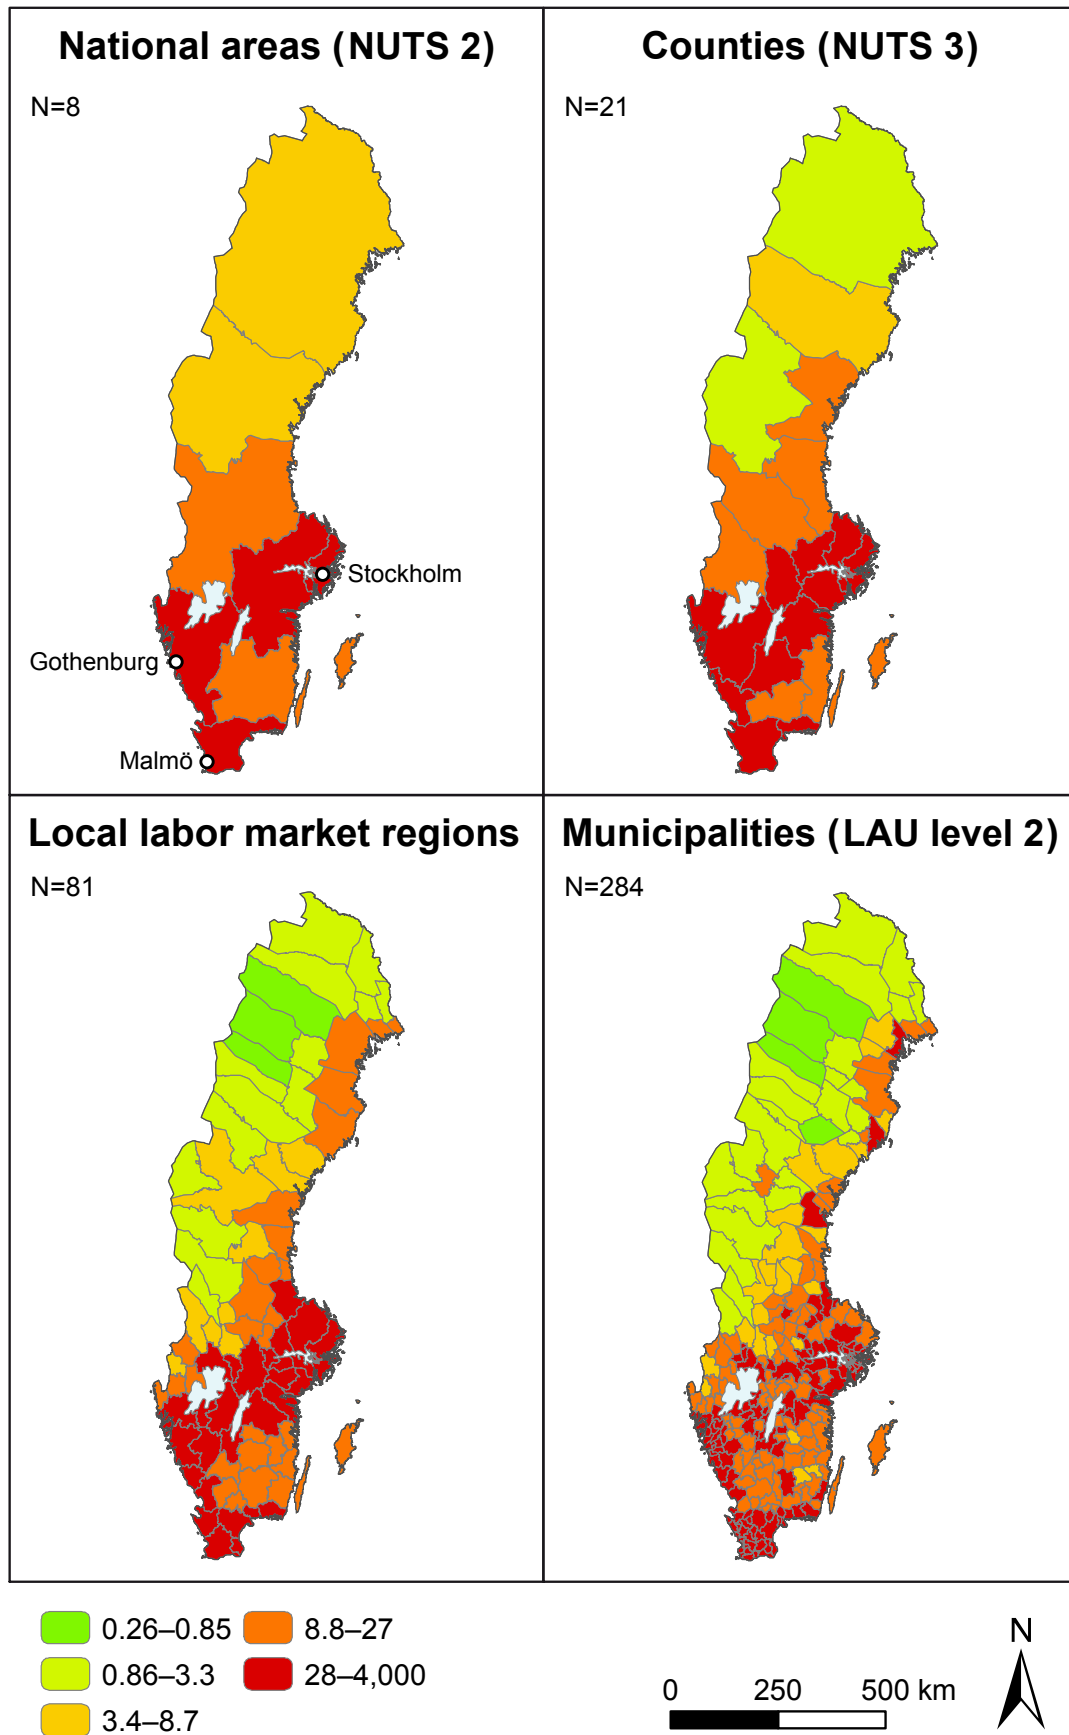 National areas (NUTS 2)
N=8
Stockholm
Gothenburg
Malmö
Counties (NUTS 3)
N=21
Local labor market regions
N=81
Municipalities (LAU level 2)
N=284
0.26–0.85
0.86–3.3
3.4–8.7
8.8–27
28–4,000
0 250 500 km
N